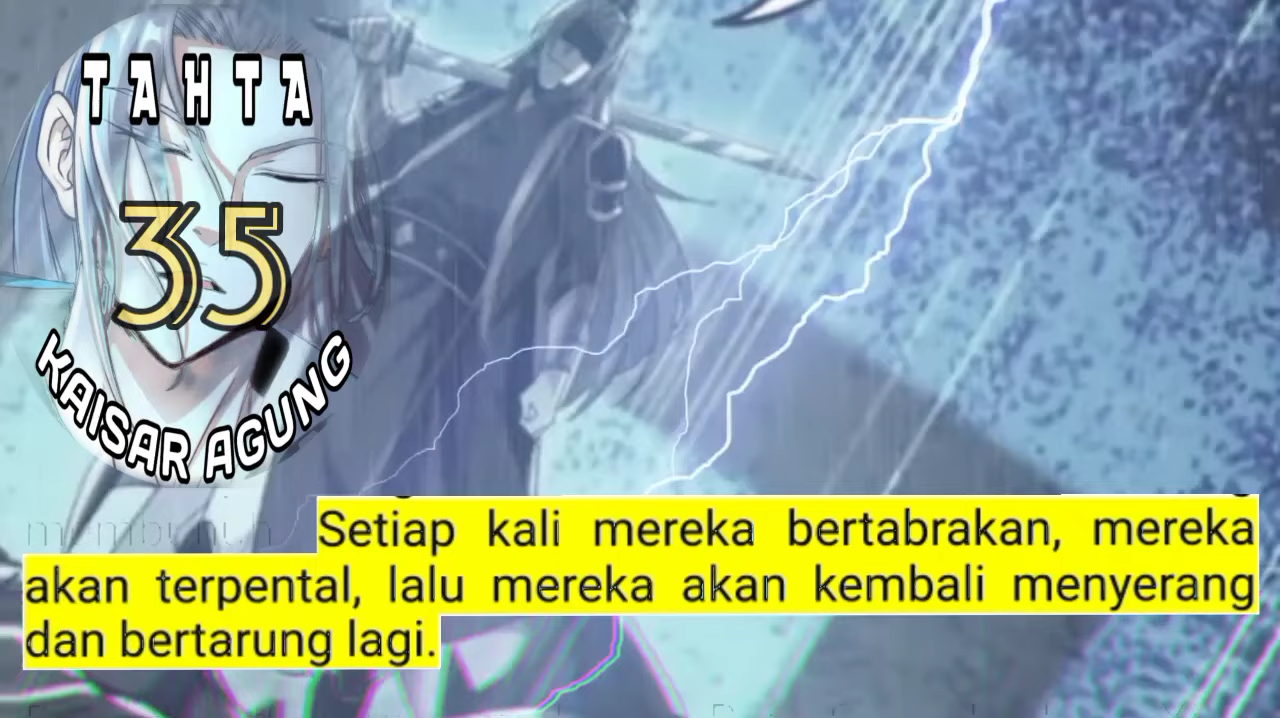 TAHTA
35
KAISAR AGUNG
membunuh
Setiap kali mereka bertabrakan, mereka
akan terpental, lalu mereka akan kembali menyerang
dan bertarung lagi.